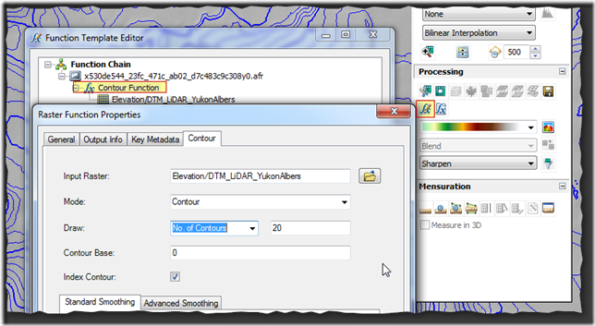 Function Template Editor
Function Chain
x530de544_23fc_471c_ab02_d7c483c9c308y0.afr
fx Contour Function
Elevation/DTM_LiDAR_YukonAlbers
Raster Function Properties
General
Output Info
Key Metadata
Contour
Input Raster:
Elevation/DTM_LiDAR_YukonAlbers
Mode:
Contour
Draw:
No. of Contours
20
Contour Base:
0
Index Contour:
Standard Smoothing
Advanced Smoothing
None
Bilinear Interpolation
500
Processing
Blend
Sharpen
Mensuration
Measure in 3D